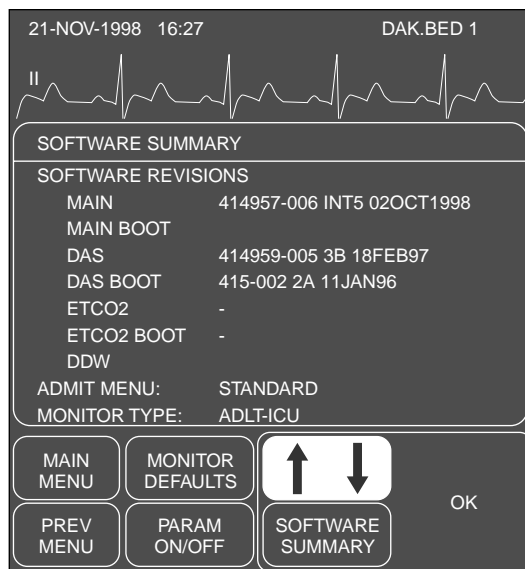 21-NOV-1998 16:27 DAK.BED 1
II
SOFTWARE SUMMARY
SOFTWARE REVISIONS
MAIN 414957-006 INT5 02OCT1998
MAIN BOOT
DAS 414959-005 3B 18FEB97
DAS BOOT 415-002 2A 11JAN96
ETCO2 -
ETCO2 BOOT -
DDW
ADMIT MENU: STANDARD
MONITOR TYPE: ADLT-ICU
MAIN MENU
MONITOR DEFAULTS
OK
PREV MENU
PARAM ON/OFF
SOFTWARE SUMMARY